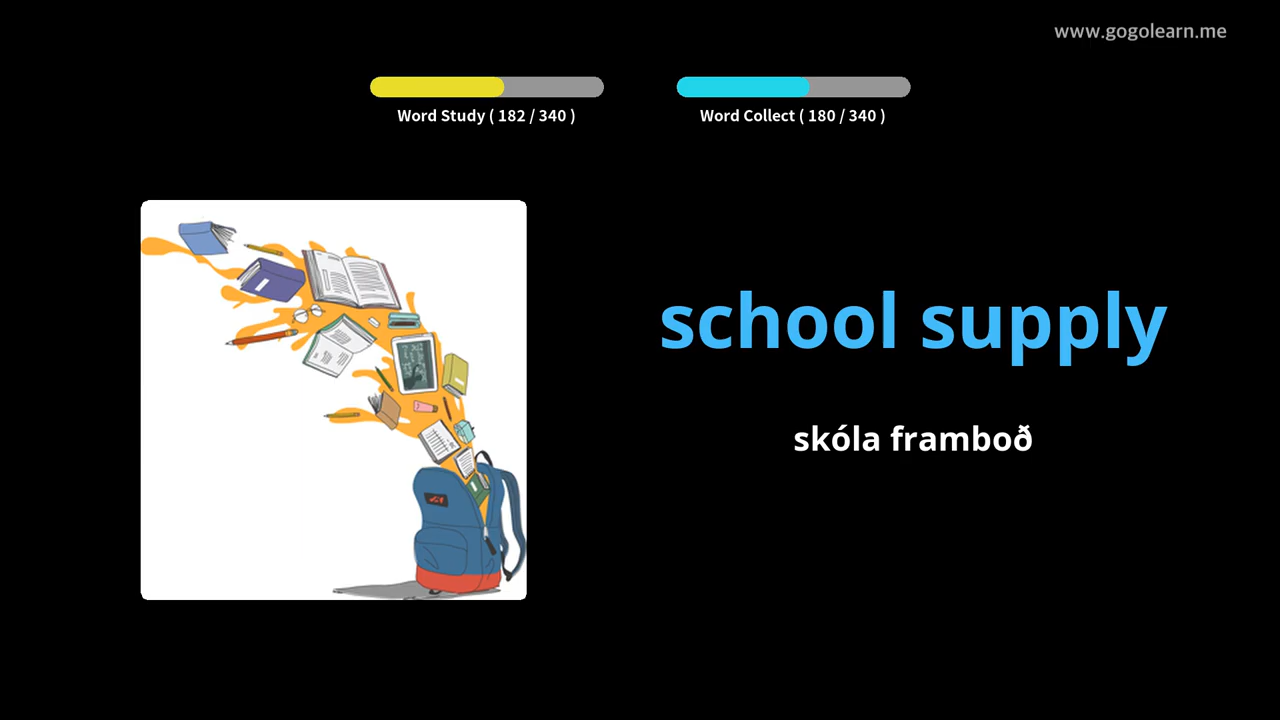 www.gogolearn.me
Word Study ( 182 / 340 )
Word Collect ( 180 / 340 )
school supply
skóla framboð